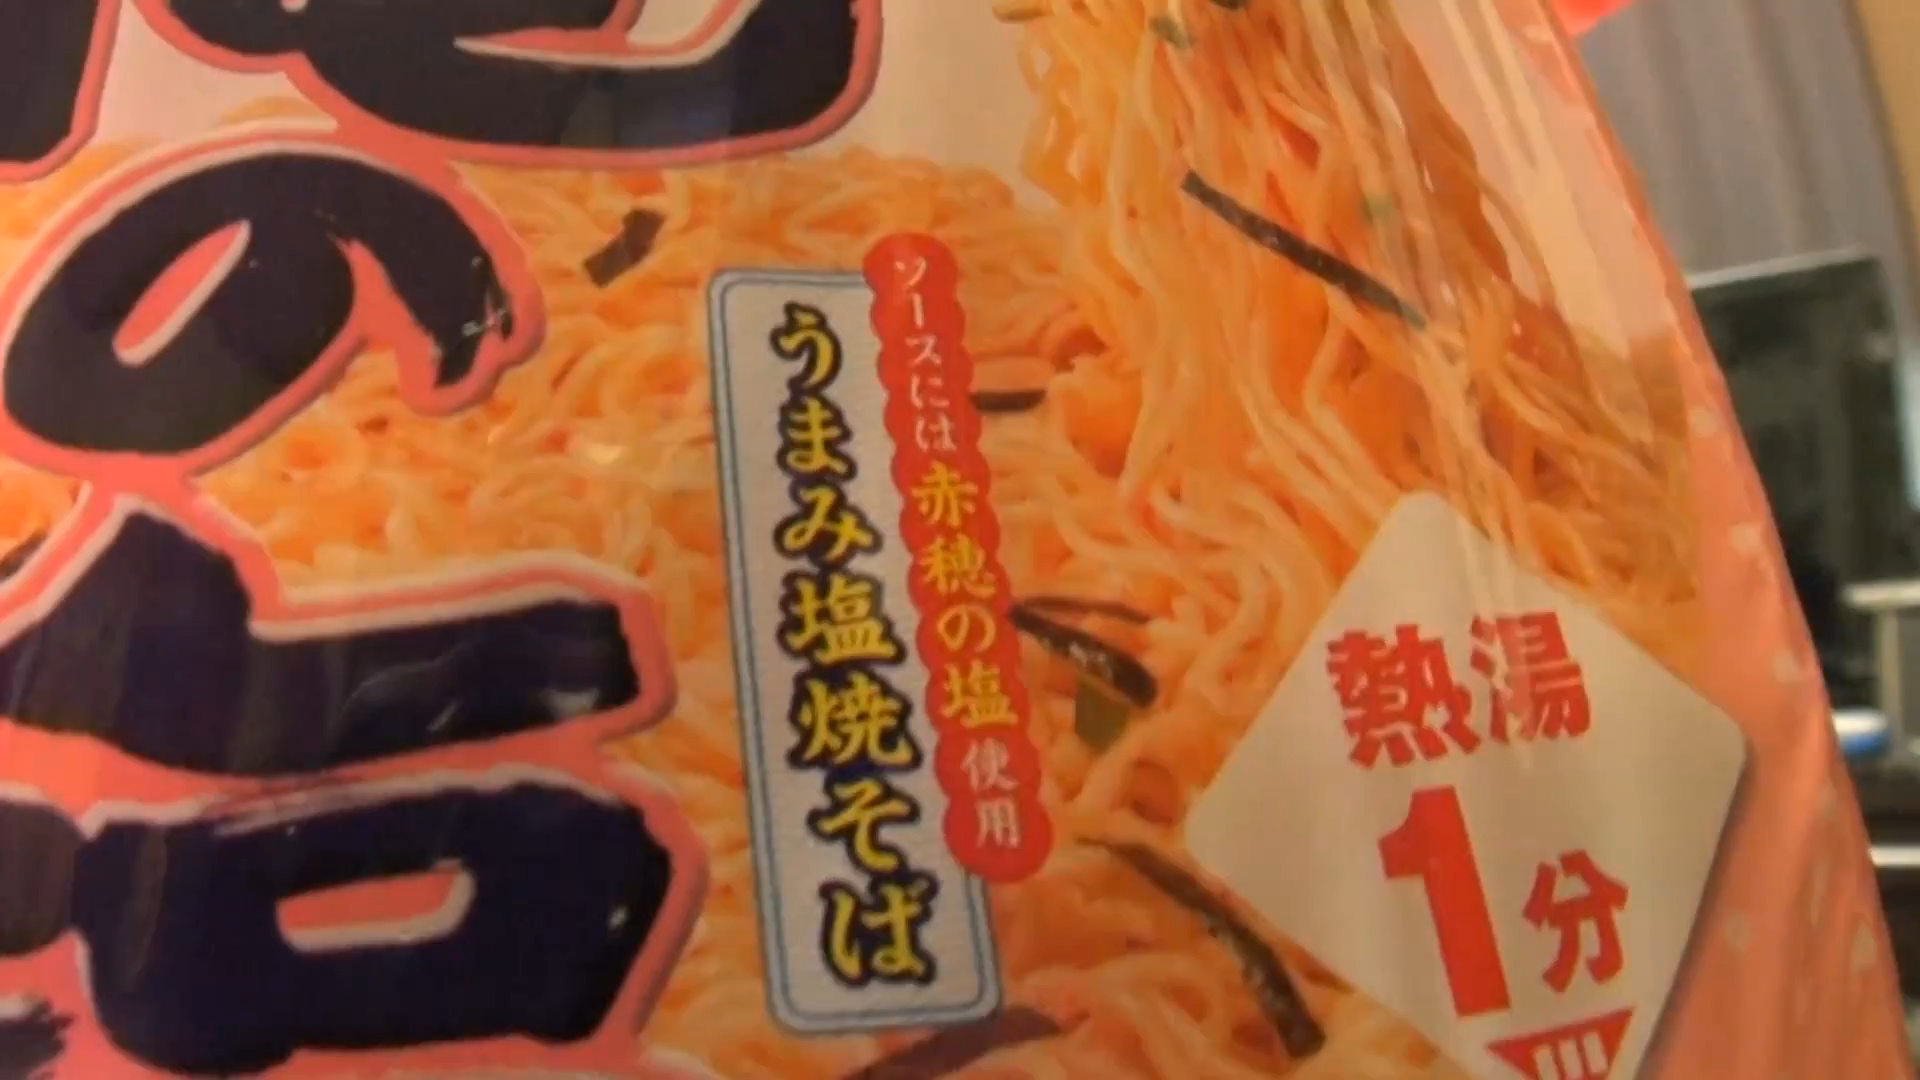 の
ソースには赤穂の塩使用
うまみ塩焼そば
熱湯
1分